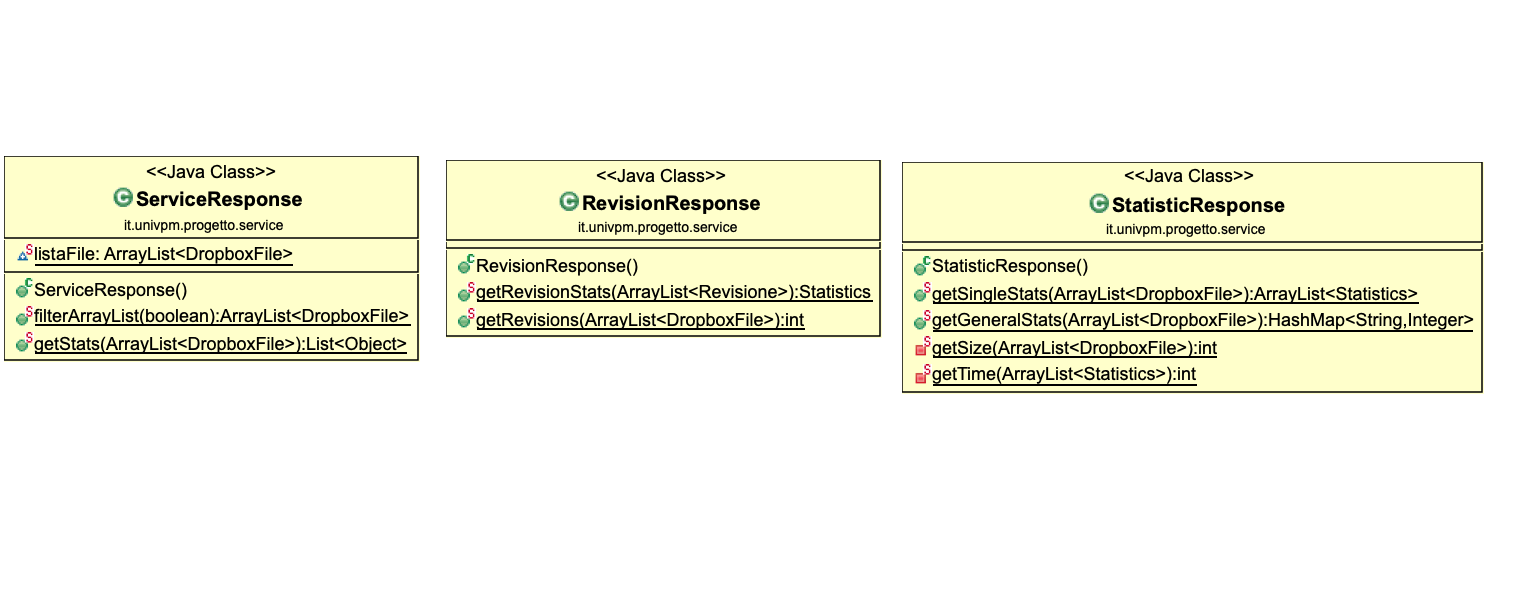 <<Java Class>>
ServiceResponse
it.univpm.progetto.service
listaFile: ArrayList<DropboxFile>
ServiceResponse()
filterArrayList(boolean):ArrayList<DropboxFile>
getStats(ArrayList<DropboxFile>):List<Object>
<<Java Class>>
RevisionResponse
it.univpm.progetto.service
RevisionResponse()
getRevisionStats(ArrayList<Revisione>):Statistics
getRevisions(ArrayList<DropboxFile>):int
<<Java Class>>
StatisticResponse
it.univpm.progetto.service
StatisticResponse()
getSingleStats(ArrayList<DropboxFile>):ArrayList<Statistics>
getGeneralStats(ArrayList<DropboxFile>):HashMap<String,Integer>
getSize(ArrayList<DropboxFile>):int
getTime(ArrayList<Statistics>):int